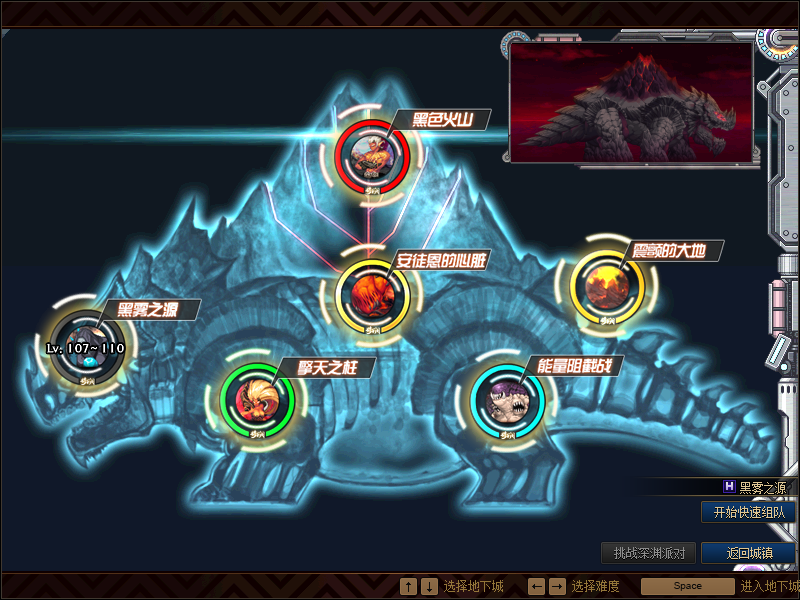 黑色火山
震颤的大地
安徒恩的心脏
黑雾之源
Lv. 107~110
擎天之柱
能量阻截战
H 黑雾之源
开始快速组队
挑战深渊派对
返回城镇
↑ ↓ 选择地下城 ← → 选择难度 Space 进入地下城